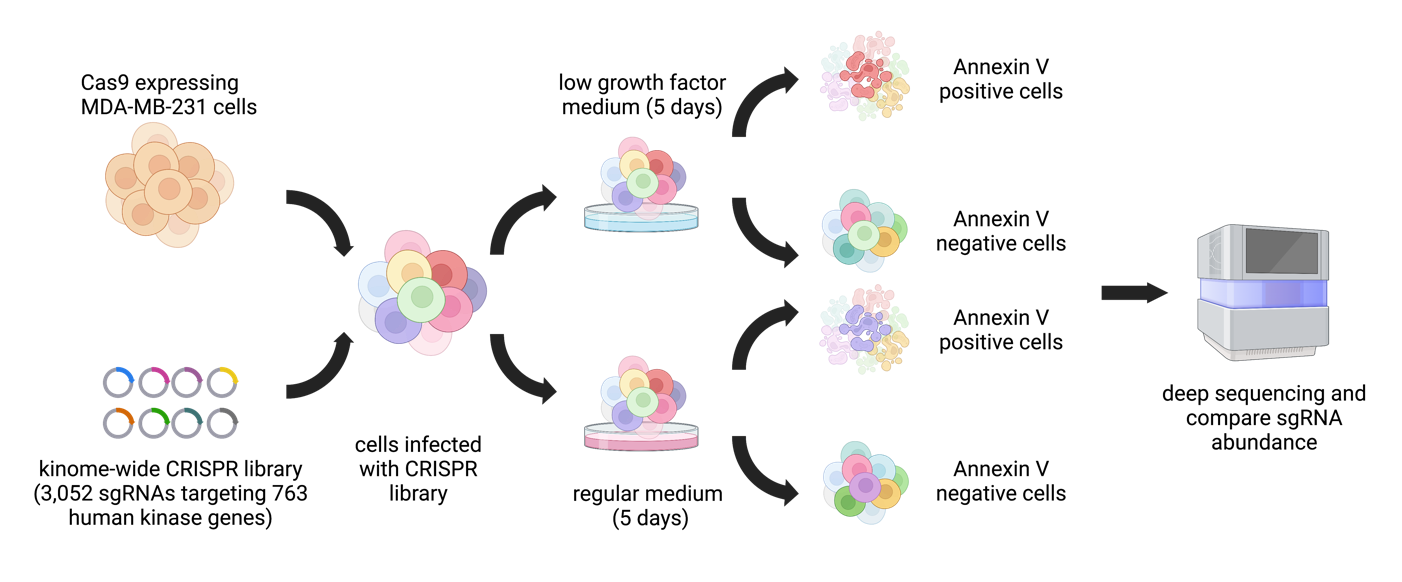 Cas9 expressing
MDA-MB-231 cells
kinome-wide CRISPR library
(3,052 sgRNAs targeting 763
human kinase genes)
cells infected
with CRISPR
library
low growth factor
medium (5 days)
regular medium
(5 days)
Annexin V
positive cells
Annexin V
negative cells
Annexin V
positive cells
Annexin V
negative cells
deep sequencing and
compare sgRNA
abundance